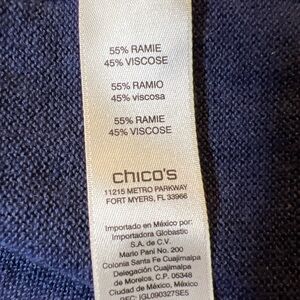 55% RAMIE
45% VISCOSE
55% RAMIO
45% viscosa
55% RAMIE
45% VISCOSE
chico's
11215 METRO PARKWAY
FORT MYERS, FL 33966
Importado en México por:
Importadora Globastic
S.A. de C.V.
Mario Pani No. 200
Colonia Santa Fe Cuajimalpa
Delegación Cuajimalpa
de Morelos, C.P. 05348
Ciudad de México
RFC: IGL090327SE5